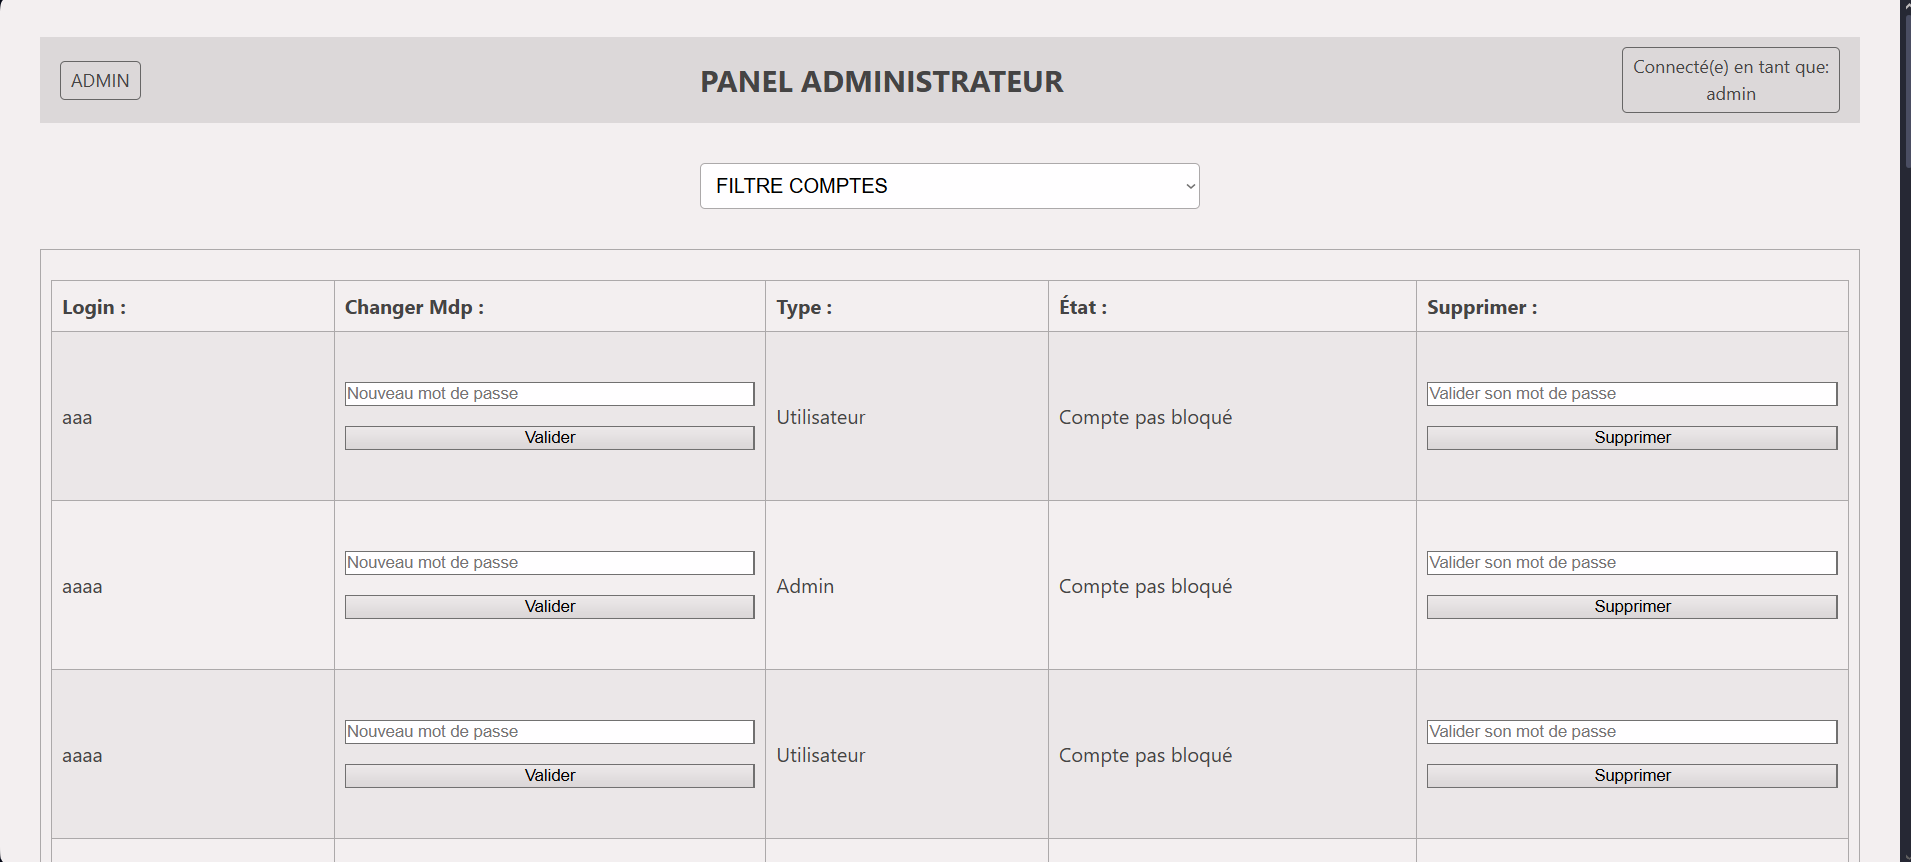 ADMIN
PANEL ADMINISTRATEUR
Connecté(e) en tant que:
admin
FILTRE COMPTES
Login :
Changer Mdp :
Type :
État :
Supprimer :
aaa
Nouveau mot de passe
Valider
Utilisateur
Compte pas bloqué
Valider son mot de passe
Supprimer
aaaa
Nouveau mot de passe
Valider
Admin
Compte pas bloqué
Valider son mot de passe
Supprimer
aaaa
Nouveau mot de passe
Valider
Utilisateur
Compte pas bloqué
Valider son mot de passe
Supprimer